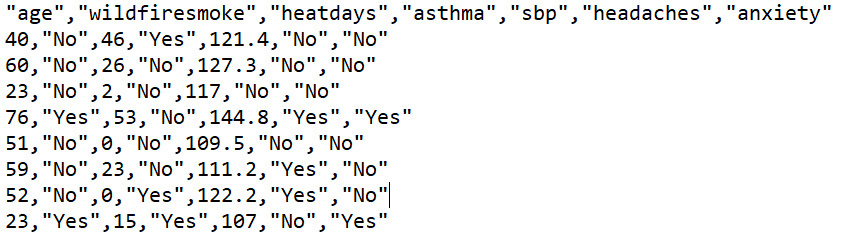 "age","wildfiresmoke","heatdays","asthma","sbp","headaches","anxiety"
40,"No",46,"Yes",121.4,"No","No"
60,"No",26,"No",127.3,"No","No"
23,"No",2,"No",117,"No","No"
76,"Yes",53,"No",144.8,"Yes","Yes"
51,"No",0,"No",109.5,"No","No"
59,"No",23,"No",111.2,"Yes","No"
52,"No",0,"Yes",122.2,"Yes","No"
23,"Yes",15,"Yes",107,"No","Yes"